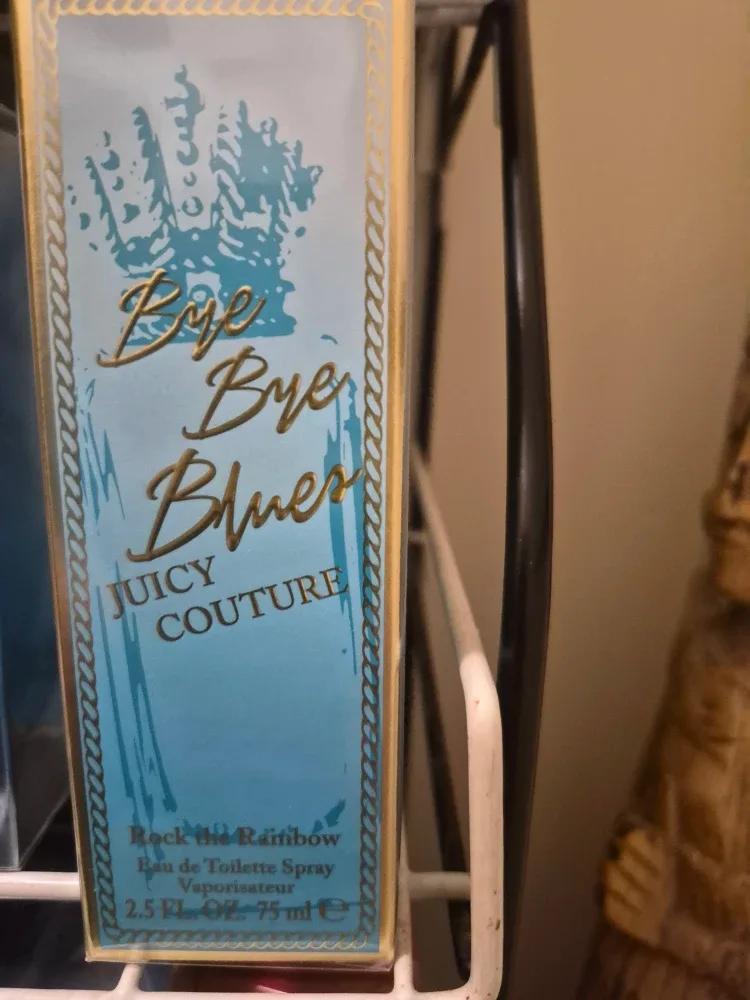 Bye
Bye
Blues
JUICY
COUTURE
Rock the Rainbow
Eau de Toilette Spray
Vaporisateur
2.5 FL. OZ. 75 ml ℮